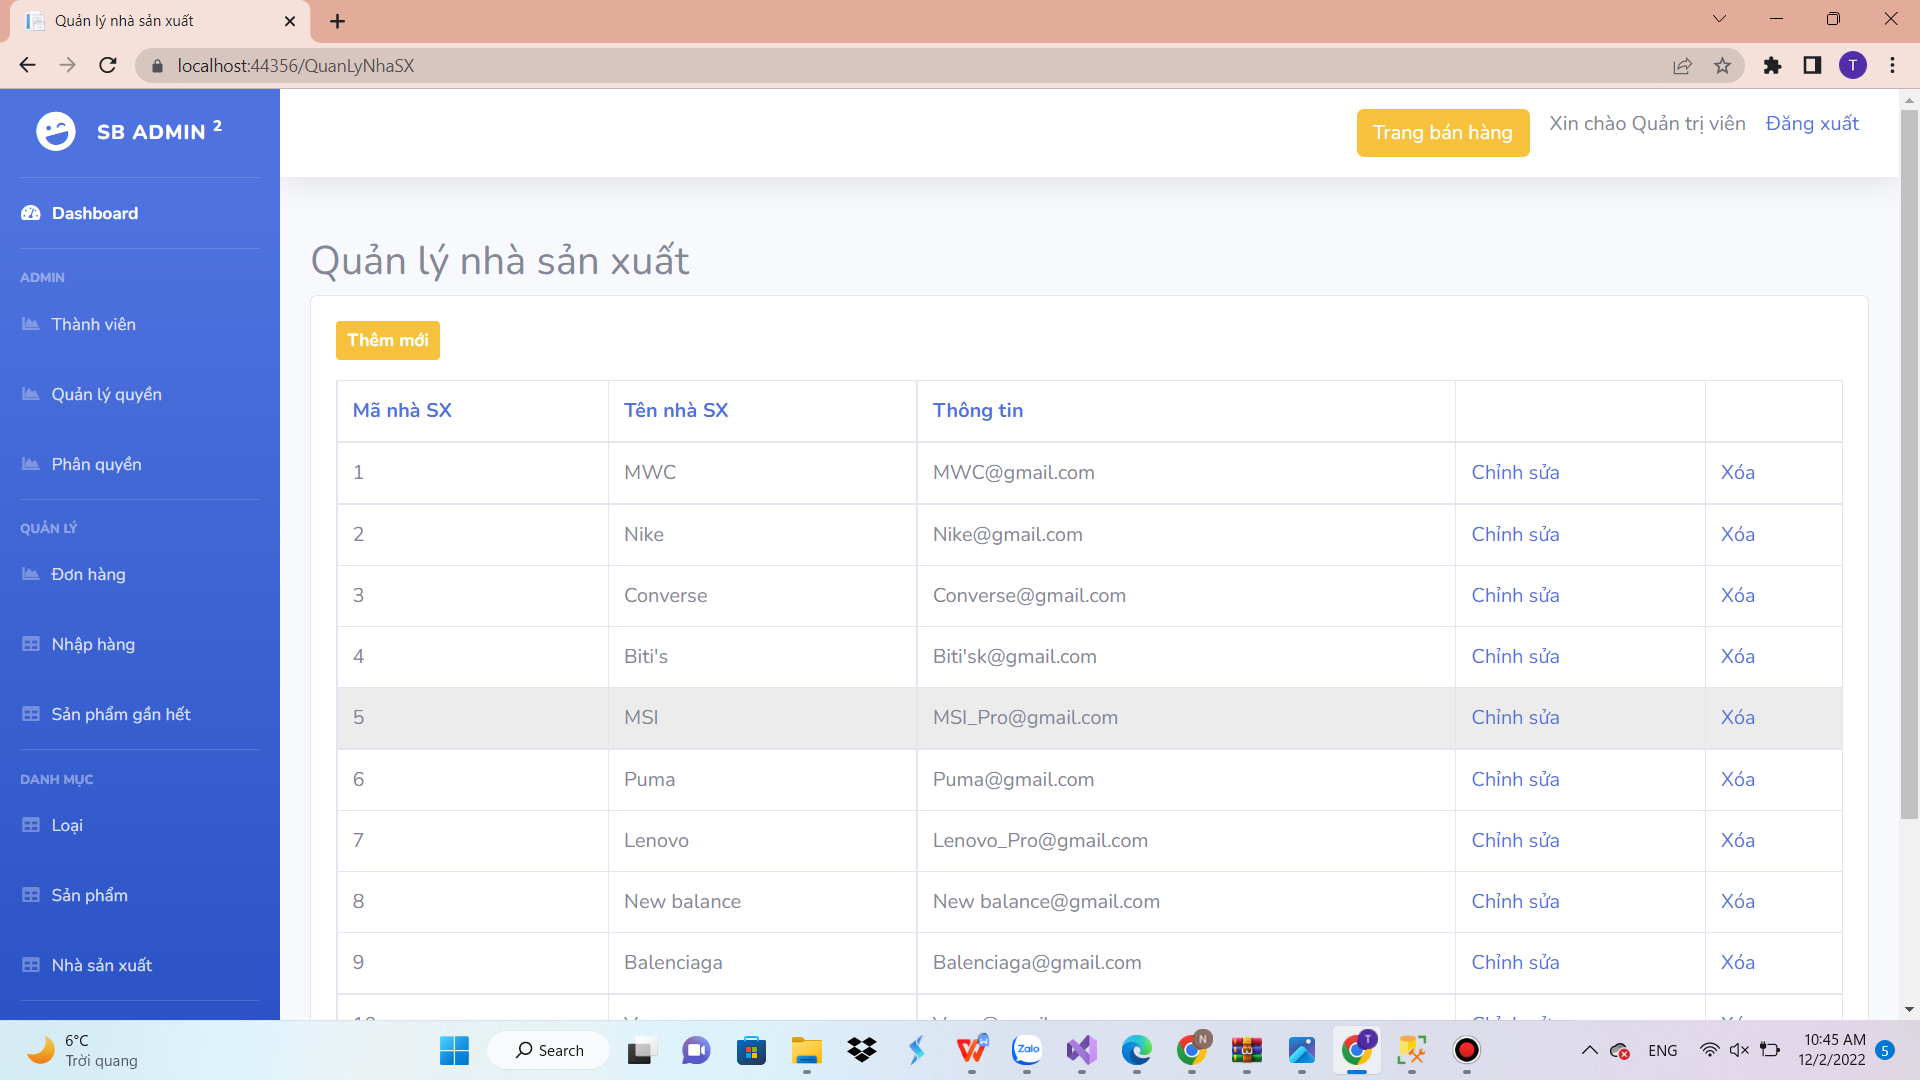 Quản lý nhà sản xuất
localhost:44356/QuanLyNhaSX
T
SB ADMIN 2
Trang bán hàng
Xin chào Quản trị viên
Đăng xuất
Dashboard
ADMIN
Thành viên
Quản lý quyền
Phân quyền
QUẢN LÝ
Đơn hàng
Nhập hàng
Sản phẩm gần hết
DANH MỤC
Loại
Sản phẩm
Nhà sản xuất
Quản lý nhà sản xuất
Thêm mới
Mã nhà SX Tên nhà SX Thông tin
1 MWC MWC@gmail.com Chỉnh sửa Xóa
2 Nike Nike@gmail.com Chỉnh sửa Xóa
3 Converse Converse@gmail.com Chỉnh sửa Xóa
4 Biti's Biti'sk@gmail.com Chỉnh sửa Xóa
5 MSI MSI_Pro@gmail.com Chỉnh sửa Xóa
6 Puma Puma@gmail.com Chỉnh sửa Xóa
7 Lenovo Lenovo_Pro@gmail.com Chỉnh sửa Xóa
8 New balance New balance@gmail.com Chỉnh sửa Xóa
9 Balenciaga Balenciaga@gmail.com Chỉnh sửa Xóa
6°C
Trời quang
Search
Zalo
N
T
ENG
10:45 AM
12/2/2022
5